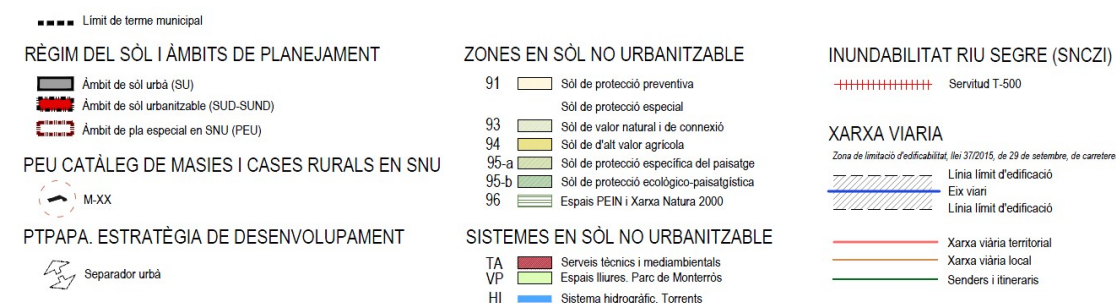 Límit de terme municipal
RÈGIM DEL SÒL I ÀMBITS DE PLANEJAMENT
Àmbit de sòl urbà (SU)
Àmbit de sòl urbanitzable (SUD-SUND)
Àmbit de pla especial en SNU (PEU)
PEU CATÀLEG DE MASIES I CASES RURALS EN SNU
M-XX
PTPAPA. ESTRATÈGIA DE DESENVOLUPAMENT
Separador urbà
ZONES EN SÒL NO URBANITZABLE
91 Sòl de protecció preventiva
Sòl de protecció especial
93 Sòl de valor natural i de connexió
94 Sòl de d'alt valor agrícola
95-a Sòl de protecció específica del paisatge
95-b Sòl de protecció ecològico-paisatgística
96 Espais PEIN i Xarxa Natura 2000
SISTEMES EN SÒL NO URBANITZABLE
TA Serveis tècnics i mediambientals
VP Espais lliures. Parc de Monterròs
HI Sistema hidrogràfic. Torrents
INUNDABILITAT RIU SEGRE (SNCZI)
Servitud T-500
XARXA VIARIA
Zona de limitació d'edificabilitat, llei 37/2015, de 29 de setembre, de carretere
Línia límit d'edificació
Eix viari
Línia límit d'edificació
Xarxa viària territorial
Xarxa viària local
Senders i itineraris